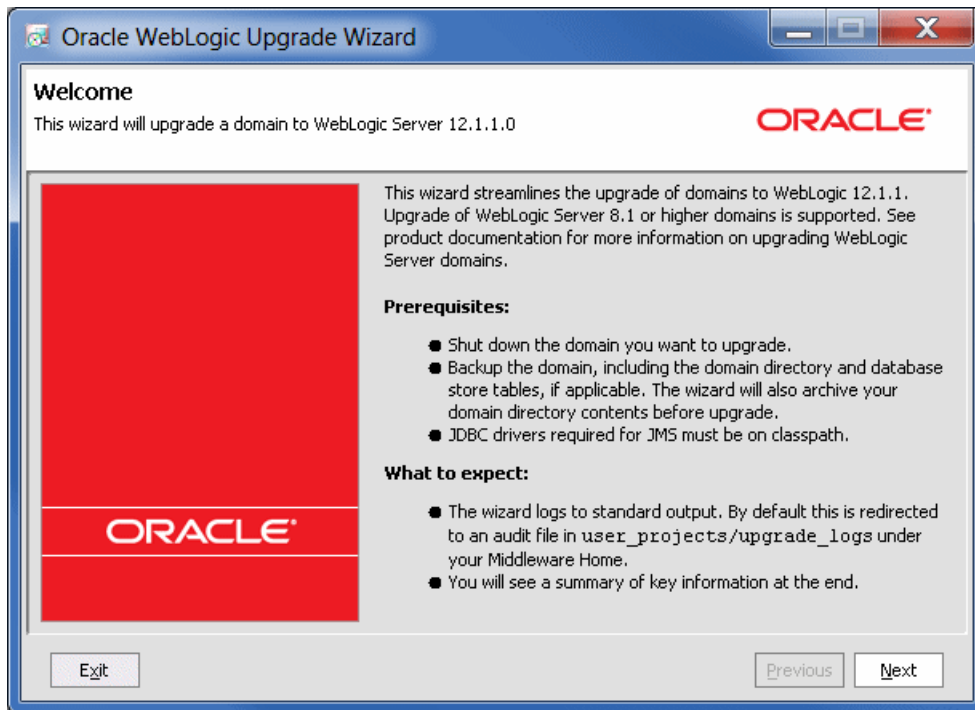 Oracle WebLogic Upgrade Wizard
Welcome
This wizard will upgrade a domain to WebLogic Server 12.1.1.0
ORACLE
This wizard streamlines the upgrade of domains to WebLogic 12.1.1.
Upgrade of WebLogic Server 8.1 or higher domains is supported. See
product documentation for more information on upgrading WebLogic
Server domains.
Prerequisites:
● Shut down the domain you want to upgrade.
● Backup the domain, including the domain directory and database
store tables, if applicable. The wizard will also archive your
domain directory contents before upgrade.
● JDBC drivers required for JMS must be on classpath.
What to expect:
● The wizard logs to standard output. By default this is redirected
to an audit file in user_projects/upgrade_logs under
your Middleware Home.
● You will see a summary of key information at the end.
ORACLE
Exit
Previous
Next